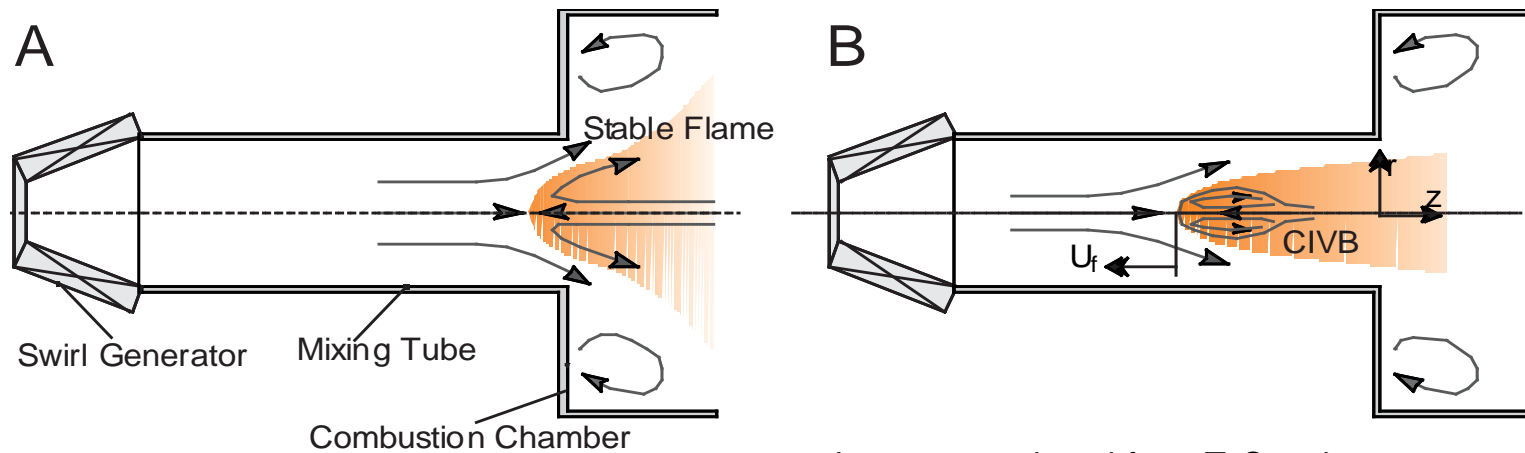 A
B
Stable Flame
r
z
CIVB
Uf
Swirl Generator
Mixing Tube
Combustion Chamber